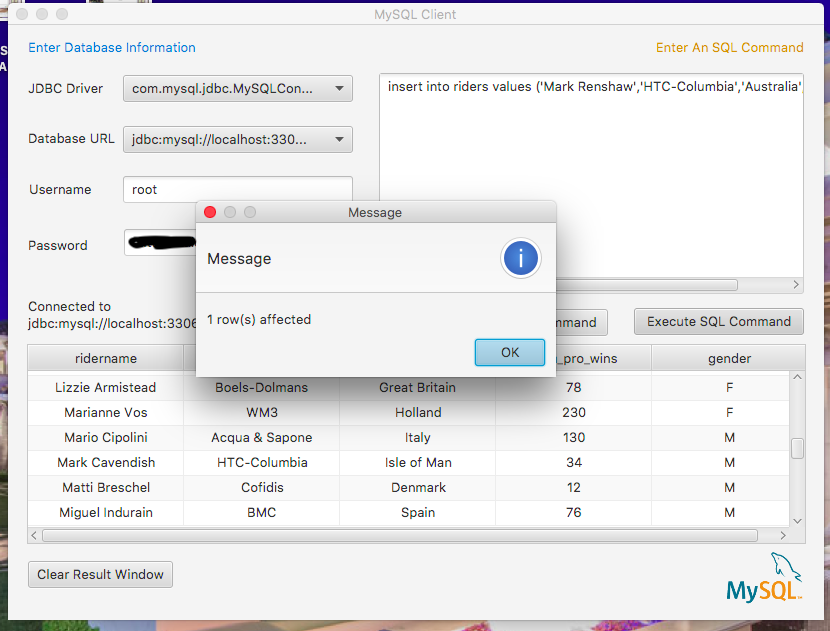 MySQL Client
Enter Database Information
Enter An SQL Command
JDBC Driver
com.mysql.jdbc.MySQLCon...
insert into riders values ('Mark Renshaw','HTC-Columbia','Australia',
Database URL
jdbc:mysql://localhost:330...
Username
root
Message
Password
Message
i
1 row(s) affected
OK
Connected to
jdbc:mysql://localhost:3306
mmand
Execute SQL Command
ridername
_pro_wins
gender
Lizzie Armistead Boels-Dolmans Great Britain 78 F
Marianne Vos WM3 Holland 230 F
Mario Cipolini Acqua & Sapone Italy 130 M
Mark Cavendish HTC-Columbia Isle of Man 34 M
Matti Breschel Cofidis Denmark 12 M
Miguel Indurain BMC Spain 76 M
Clear Result Window
MySQL